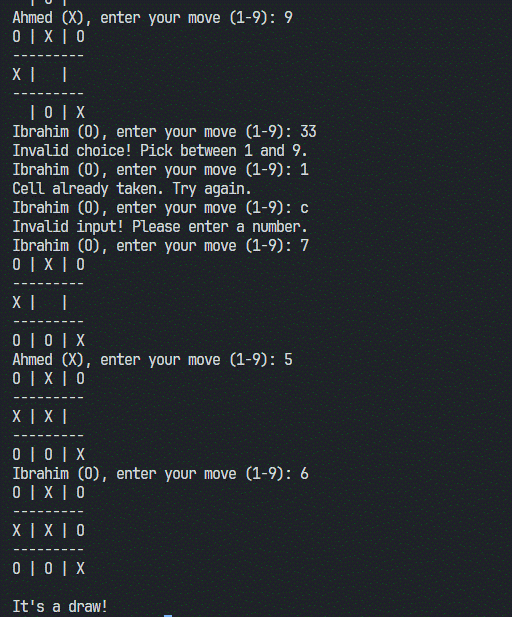 Ahmed (X), enter your move (1-9): 9
O | X | O
---------
X |   |
---------
  | O | X
Ibrahim (O), enter your move (1-9): 33
Invalid choice! Pick between 1 and 9.
Ibrahim (O), enter your move (1-9): 1
Cell already taken. Try again.
Ibrahim (O), enter your move (1-9): c
Invalid input! Please enter a number.
Ibrahim (O), enter your move (1-9): 7
O | X | O
---------
X |   |
---------
O | O | X
Ahmed (X), enter your move (1-9): 5
O | X | O
---------
X | X |
---------
O | O | X
Ibrahim (O), enter your move (1-9): 6
O | X | O
---------
X | X | O
---------
O | O | X

It's a draw!